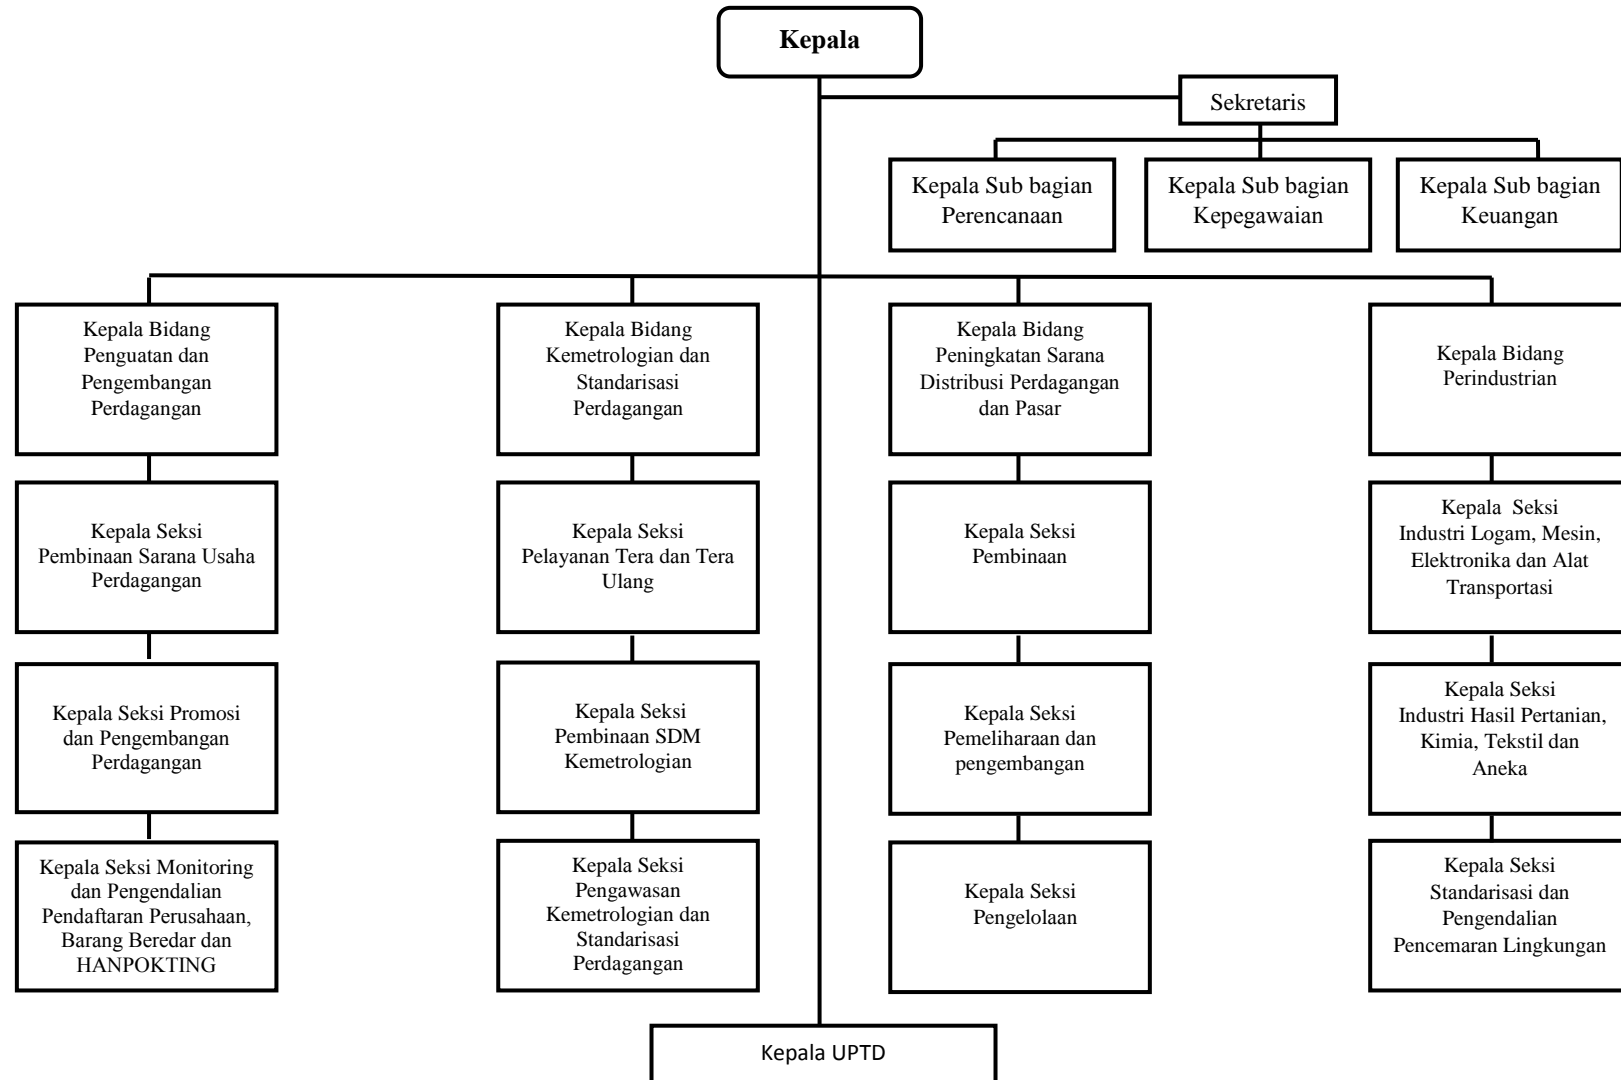 Kepala
Sekretaris
Kepala Sub bagian
Perencanaan
Kepala Sub bagian
Kepegawaian
Kepala Sub bagian
Keuangan
Kepala Bidang
Penguatan dan
Pengembangan
Perdagangan
Kepala Bidang
Kemetrologian dan
Standarisasi
Perdagangan
Kepala Bidang
Peningkatan Sarana
Distribusi Perdagangan
dan Pasar
Kepala Bidang
Perindustrian
Kepala Seksi
Pembinaan Sarana Usaha
Perdagangan
Kepala Seksi
Pelayanan Tera dan Tera
Ulang
Kepala Seksi
Pembinaan
Kepala Seksi
Industri Logam, Mesin,
Elektronika dan Alat
Transportasi
Kepala Seksi Promosi
dan Pengembangan
Perdagangan
Kepala Seksi
Pembinaan SDM
Kemetrologian
Kepala Seksi
Pemeliharaan dan
pengembangan
Kepala Seksi
Industri Hasil Pertanian,
Kimia, Tekstil dan
Aneka
Kepala Seksi Monitoring
dan Pengendalian
Pendaftaran Perusahaan,
Barang Beredar dan
HANPOKTING
Kepala Seksi
Pengawasan
Kemetrologian dan
Standarisasi
Perdagangan
Kepala Seksi
Pengelolaan
Kepala Seksi
Standarisasi dan
Pengendalian
Pencemaran Lingkungan
Kepala UPTD